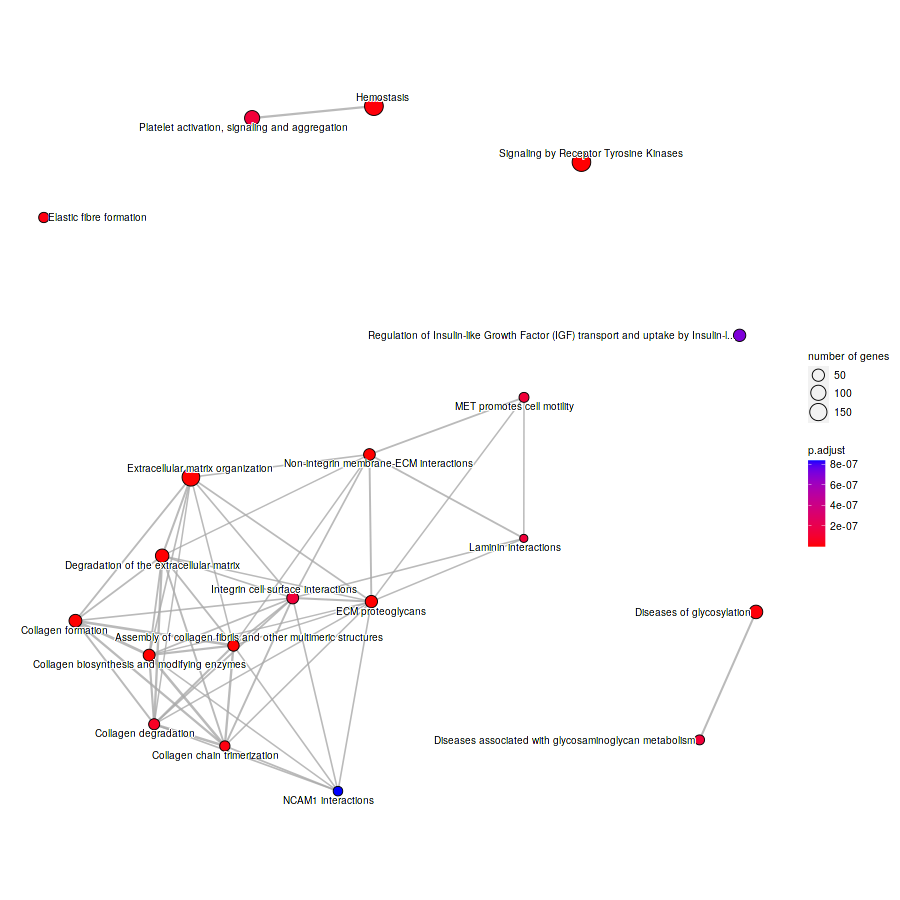 Hemostasis
Platelet activation, signaling and aggregation
Signaling by Receptor Tyrosine Kinases
Elastic fibre formation
Regulation of Insulin-like Growth Factor (IGF) transport and uptake by Insulin-l..
number of genes
50
100
150
MET promotes cell motility
p.adjust
8e-07
6e-07
4e-07
2e-07
Non-integrin membrane-ECM interactions
Extracellular matrix organization
Laminin interactions
Degradation of the extracellular matrix
Integrin cell surface interactions
ECM proteoglycans
Diseases of glycosylation
Collagen formation
Assembly of collagen fibrils and other multimeric structures
Collagen biosynthesis and modifying enzymes
Collagen degradation
Diseases associated with glycosaminoglycan metabolism
Collagen chain trimerization
NCAM1 interactions